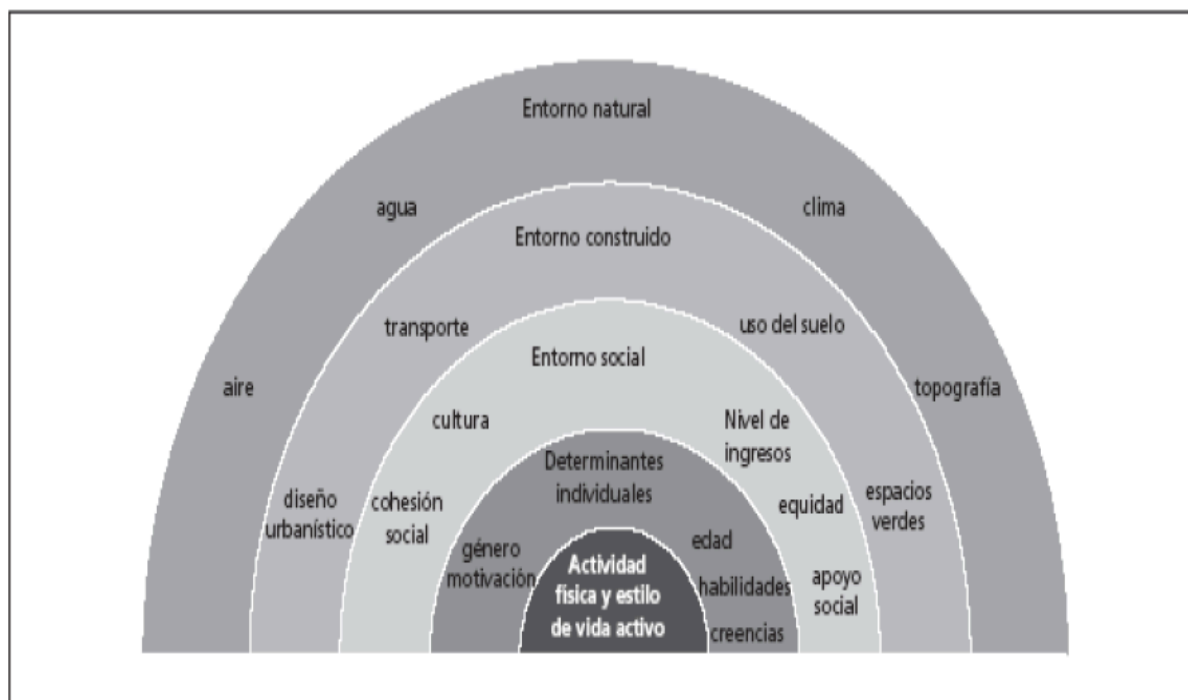 Entorno natural
agua
clima
Entorno construido
transporte
uso del suelo
Entorno social
aire
topografía
cultura
Nivel de
ingresos
Determinantes
individuales
diseño
urbanístico
cohesión
social
equidad
espacios
verdes
género
motivación
edad
habilidades
creencias
apoyo
social
Actividad
física y estilo
de vida activo